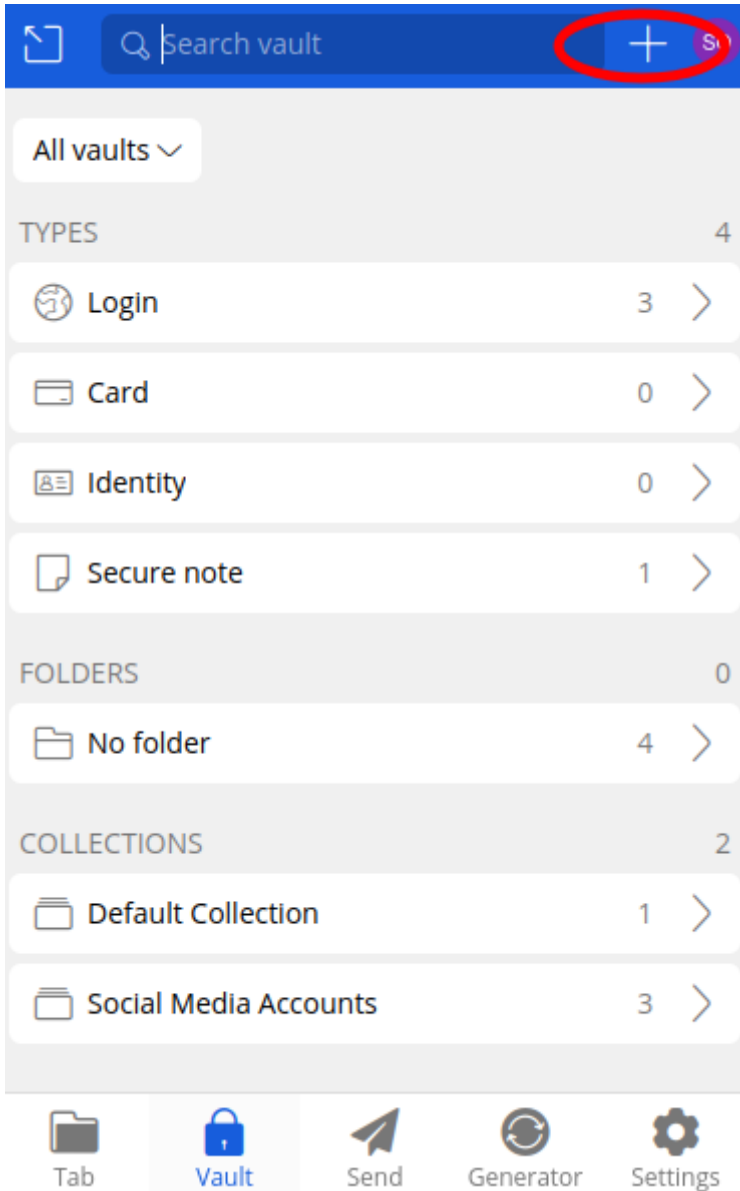 Search vault
All vaults
TYPES 4
Login 3
Card 0
Identity 0
Secure note 1
FOLDERS 0
No folder 4
COLLECTIONS 2
Default Collection 1
Social Media Accounts 3
Tab Vault Send Generator Settings